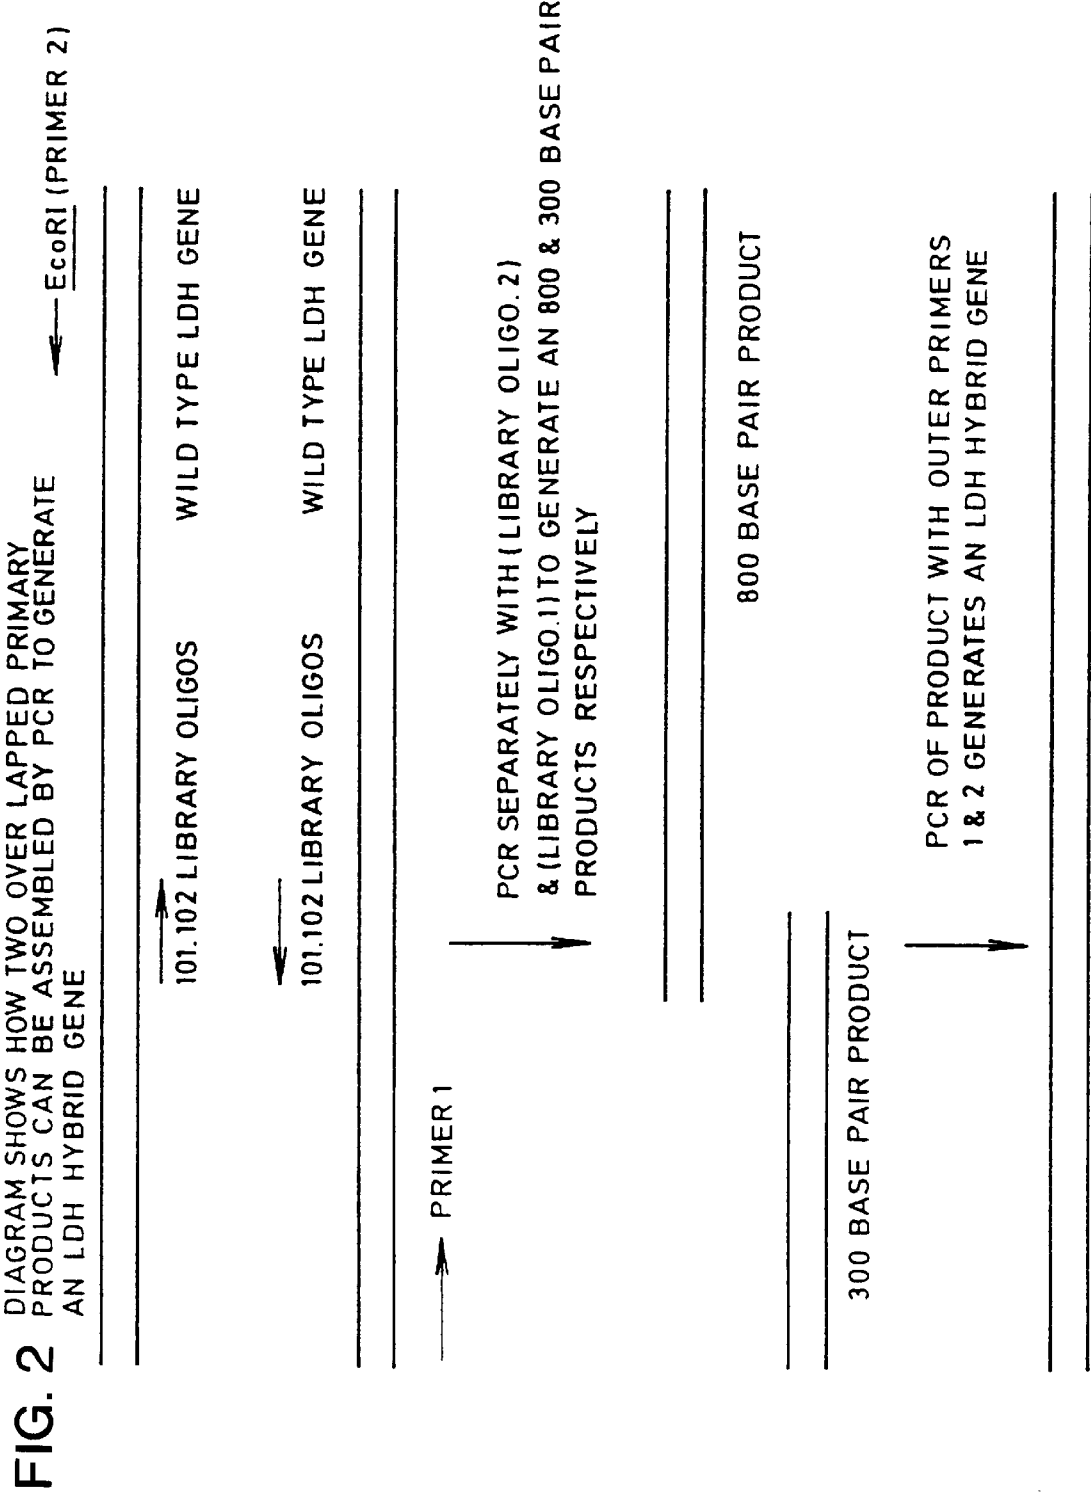 FIG. 2
DIAGRAM SHOWS HOW TWO OVER LAPPED PRIMARY
PRODUCTS CAN BE ASSEMBLED BY PCR TO GENERATE
AN LDH HYBRID GENE
EcoRI (PRIMER 2)
101.102 LIBRARY OLIGOS
WILD TYPE LDH GENE
101.102 LIBRARY OLIGOS
WILD TYPE LDH GENE
PRIMER 1
PCR SEPARATELY WITH (LIBRARY OLIGO. 2)
& (LIBRARY OLIGO.1) TO GENERATE AN 800 & 300 BASE PAIR
PRODUCTS RESPECTIVELY
800 BASE PAIR PRODUCT
300 BASE PAIR PRODUCT
PCR OF PRODUCT WITH OUTER PRIMERS
1 & 2 GENERATES AN LDH HYBRID GENE